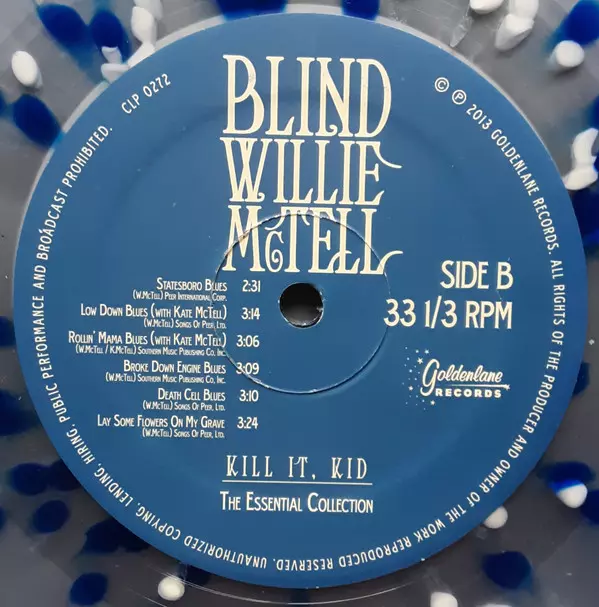 BLIND
WILLIE
McTELL
SIDE B
33 1/3 RPM
STATESBORO BLUES 2:31
(W.McTELL) PEER INTERNATIONAL CORP.
LOW DOWN BLUES (WITH KATE McTELL) 3:14
(W.McTELL) SONGS OF PEER, LTD.
ROLLIN' MAMA BLUES (WITH KATE McTELL) 3:06
(W.McTELL / K.McTELL) SOUTHERN MUSIC PUBLISHING CO, INC.
BROKE DOWN ENGINE BLUES 3:09
(W.McTELL) SOUTHERN MUSIC PUBLISHING CO, INC.
DEATH CELL BLUES 3:10
(W.McTELL) SONGS OF PEER, LTD.
LAY SOME FLOWERS ON MY GRAVE 3:24
(W.McTELL) SONGS OF PEER, LTD.
Goldenlane
RECORDS
KILL IT, KID
THE ESSENTIAL COLLECTION
© ℗ 2013 GOLDENLANE RECORDS. ALL RIGHTS OF THE PRODUCER AND OWNER OF THE WORK REPRODUCED RESERVED. UNAUTHORIZED COPYING, LENDING, HIRING, PUBLIC PERFORMANCE AND BROADCAST PROHIBITED. CLP 0272